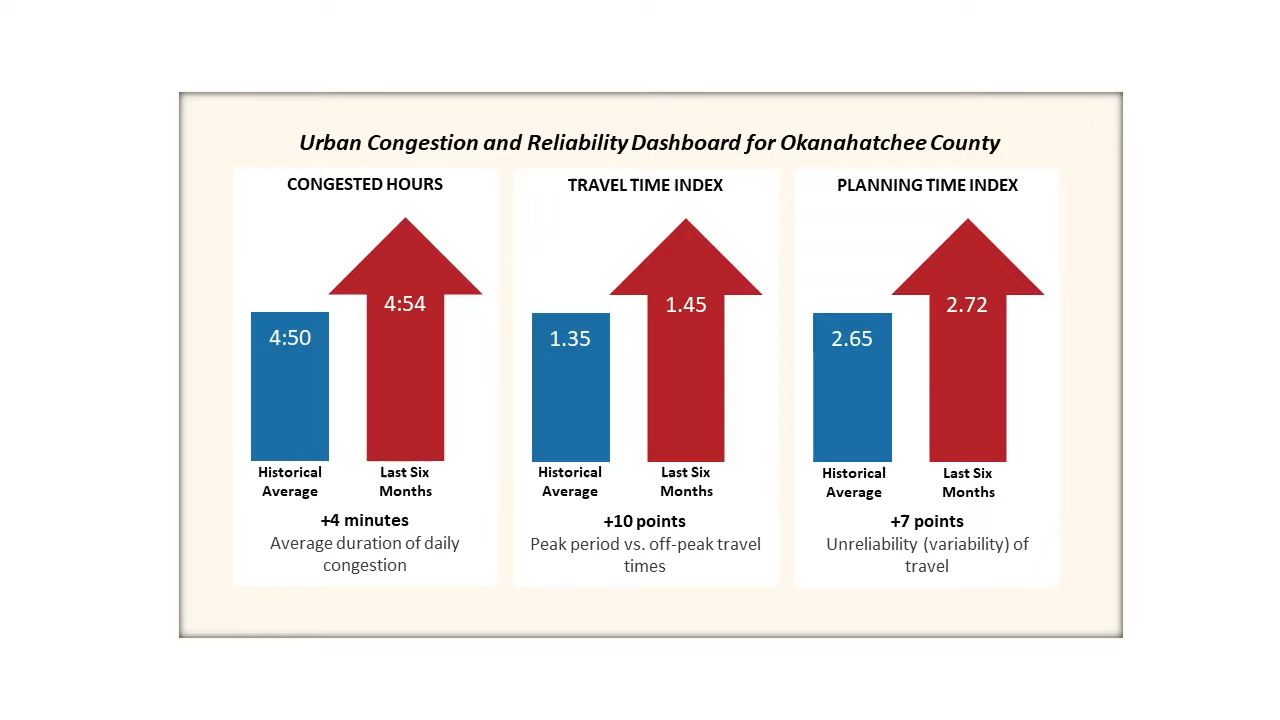 Urban Congestion and Reliability Dashboard for Okanahatchee County
CONGESTED HOURS
4:50
4:54
Historical
Average
Last Six
Months
+4 minutes
Average duration of daily
congestion
TRAVEL TIME INDEX
1.35
1.45
Historical
Average
Last Six
Months
+10 points
Peak period vs. off-peak travel
times
PLANNING TIME INDEX
2.65
2.72
Historical
Average
Last Six
Months
+7 points
Unreliability (variability) of
travel